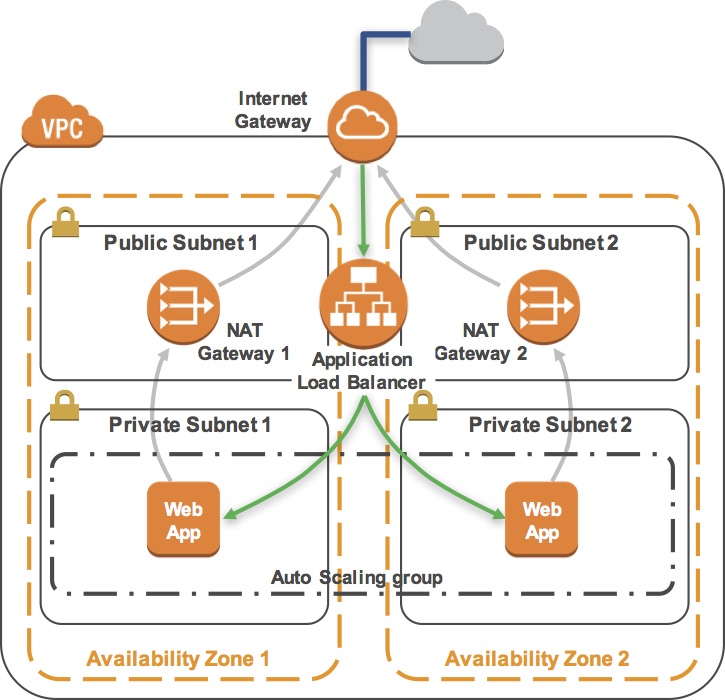 Internet
Gateway
VPC
Public Subnet 1
Public Subnet 2
NAT
Gateway 1
NAT
Gateway 2
Application
Load Balancer
Private Subnet 1
Private Subnet 2
Web
App
Web
App
Auto Scaling group
Availability Zone 1
Availability Zone 2